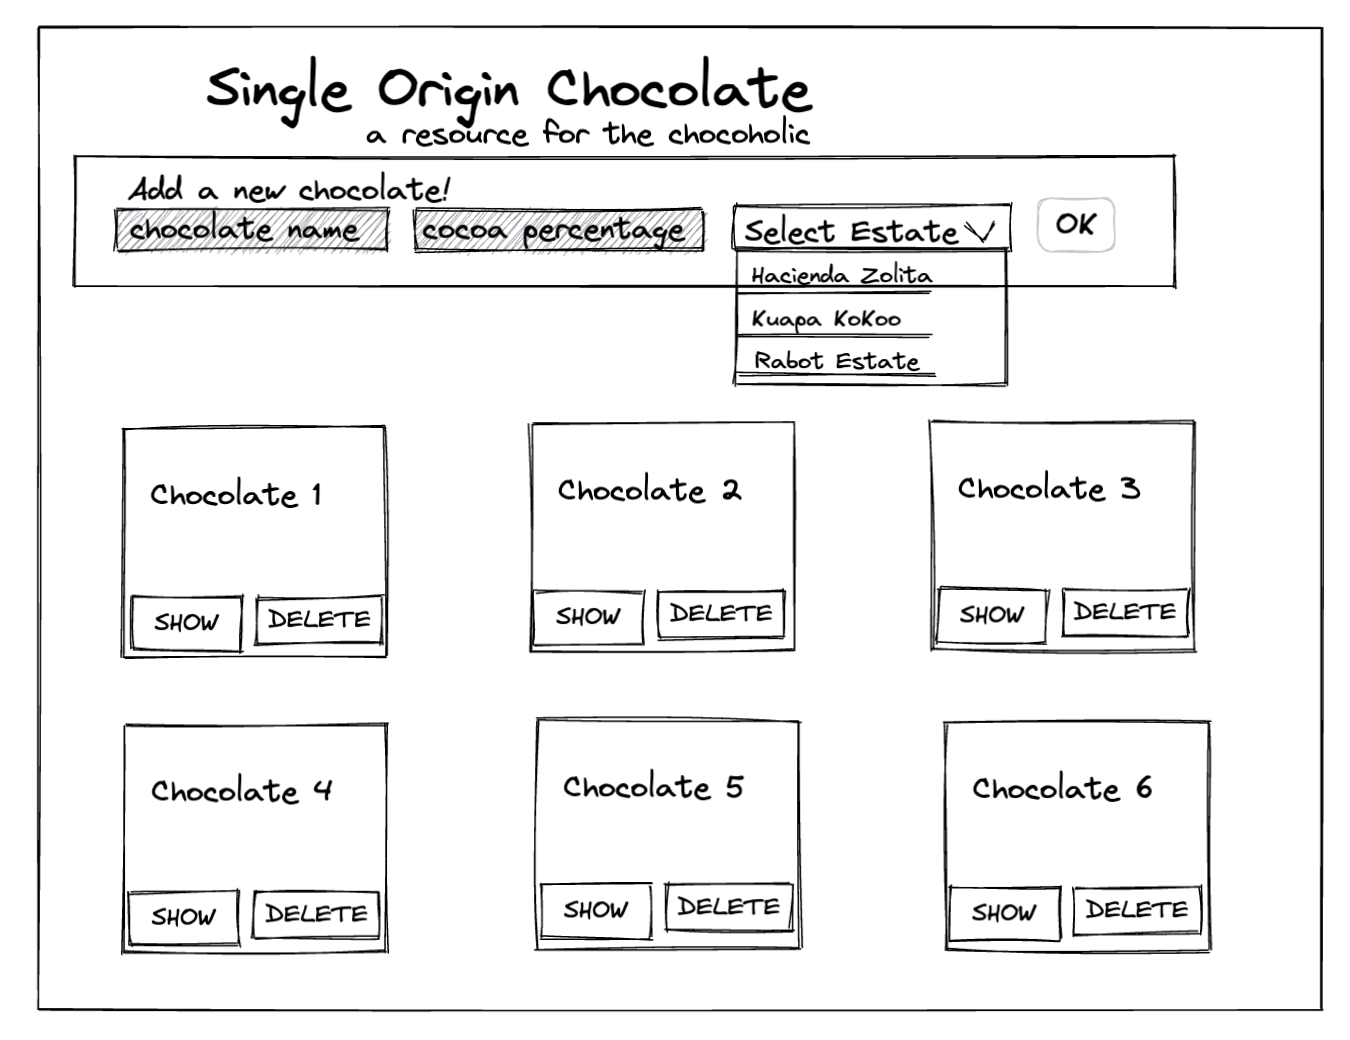 Single Origin Chocolate
a resource for the chocoholic
Add a new chocolate!
chocolate name
cocoa percentage
Select Estate
OK
Hacienda Zolita
Kuapa KoKoo
Rabot Estate
Chocolate 1
SHOW
DELETE
Chocolate 2
SHOW
DELETE
Chocolate 3
SHOW
DELETE
Chocolate 4
SHOW
DELETE
Chocolate 5
SHOW
DELETE
Chocolate 6
SHOW
DELETE